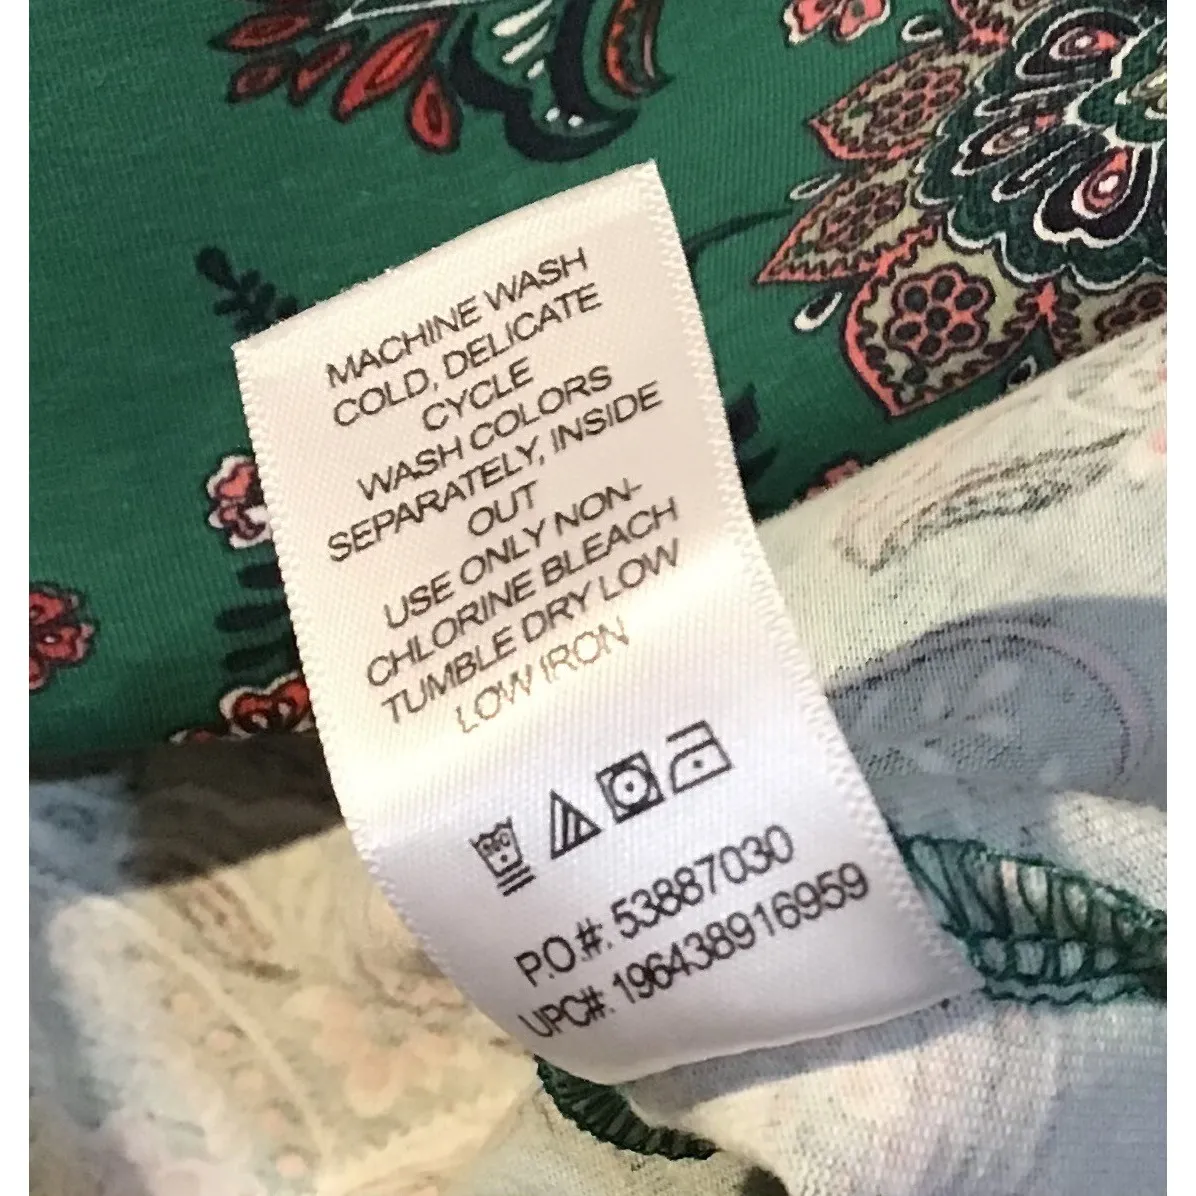 MACHINE WASH
COLD, DELICATE
CYCLE
WASH COLORS
SEPARATELY, INSIDE
OUT
USE ONLY NON-
CHLORINE BLEACH
TUMBLE DRY LOW
LOW IRON
P.O.#: 53887030
UPC#: 196438916959